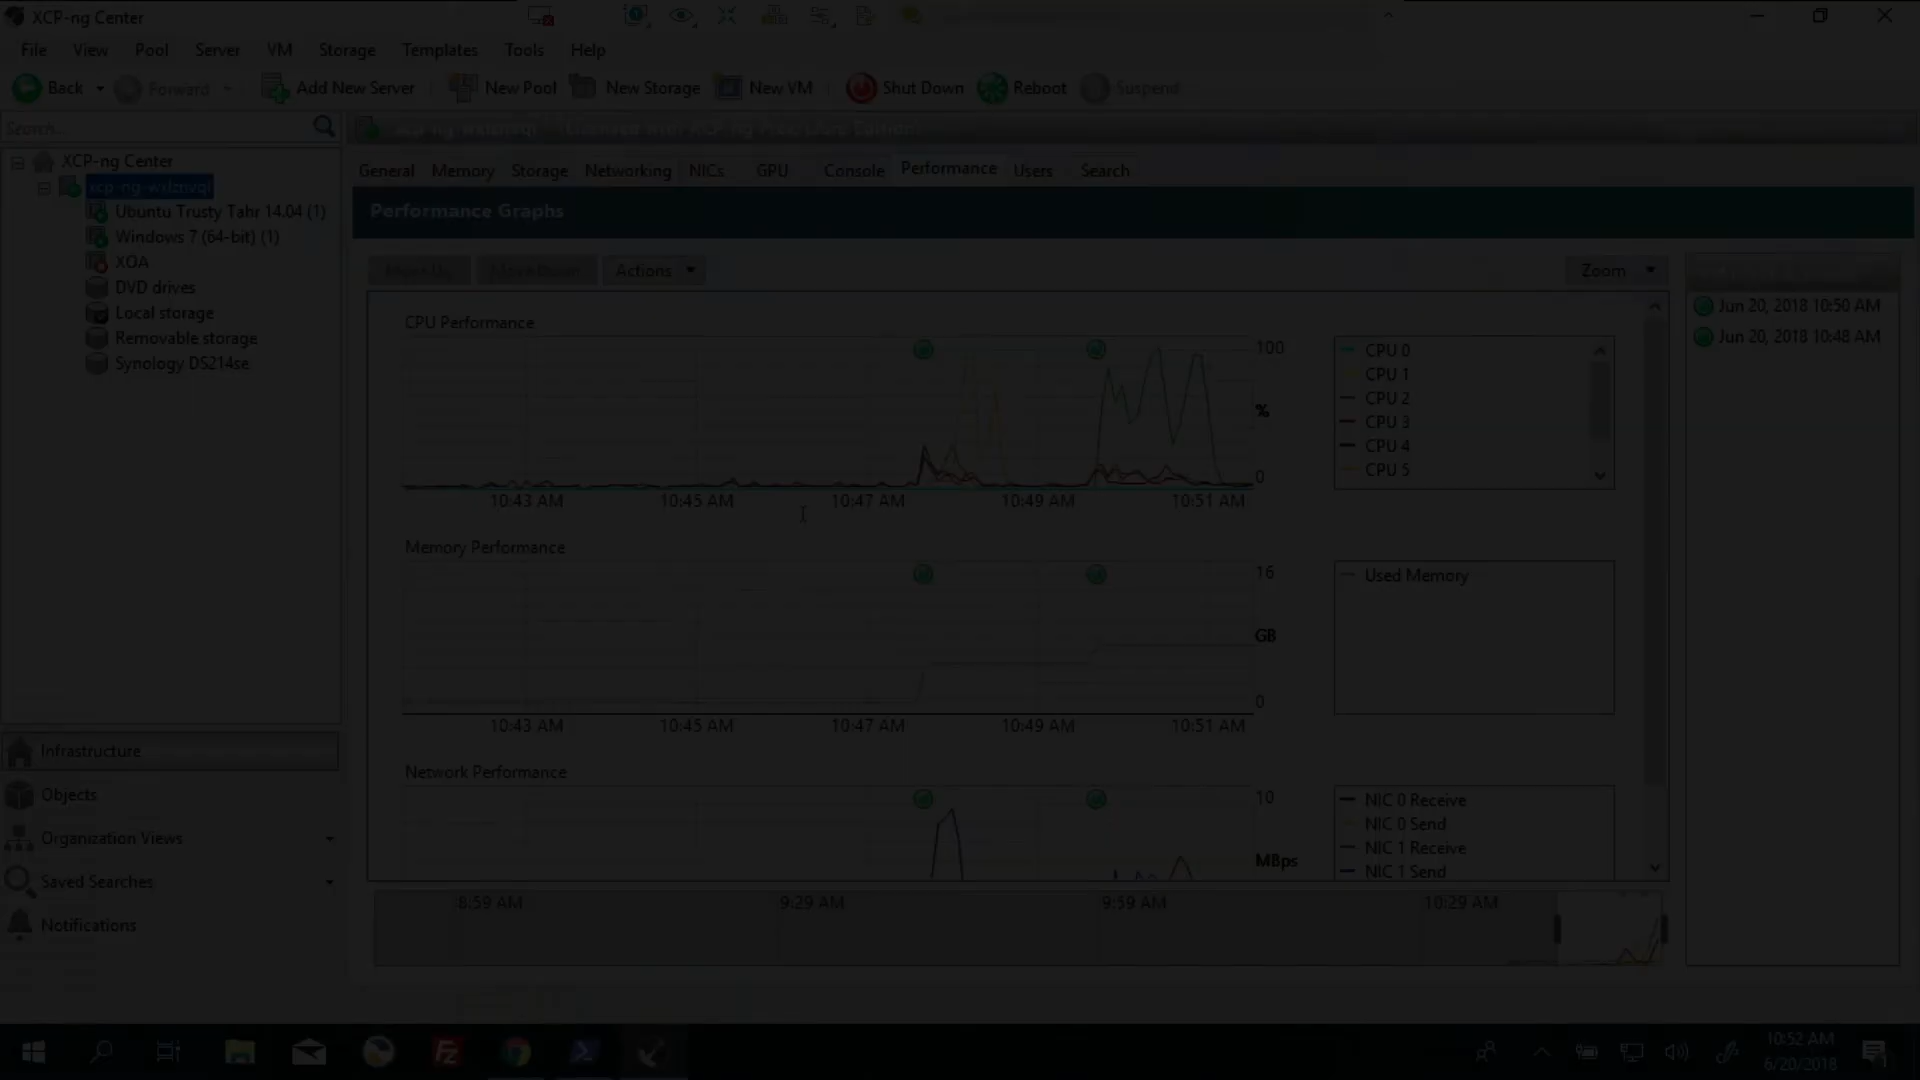 XCP-ng Center
File View Pool Server VM Storage Templates Tools Help
Back Forward Add New Server New Pool New Storage New VM Shut Down Reboot Suspend
Search...
XCP-ng Center
Ubuntu Trusty Tahr 14.04 (1)
Windows 7 (64-bit) (1)
XOA
DVD drives
Local storage
Removable storage
Synology DS214se
Infrastructure
Objects
Organization Views
Saved Searches
Notifications
General Memory Storage Networking NICs GPU Console Performance Users Search
Performance Graphs
Move Up Move Down Actions Zoom
CPU Performance
100
%
0
10:43 AM 10:45 AM 10:47 AM 10:49 AM 10:51 AM
CPU 0
CPU 1
CPU 2
CPU 3
CPU 4
CPU 5
Memory Performance
16
GB
0
10:43 AM 10:45 AM 10:47 AM 10:49 AM 10:51 AM
Used Memory
Network Performance
10
MBps
NIC 0 Receive
NIC 0 Send
NIC 1 Receive
NIC 1 Send
8:59 AM 9:29 AM 9:59 AM 10:29 AM
Jun 20, 2018 10:50 AM
Jun 20, 2018 10:48 AM
10:52 AM
6/20/2018